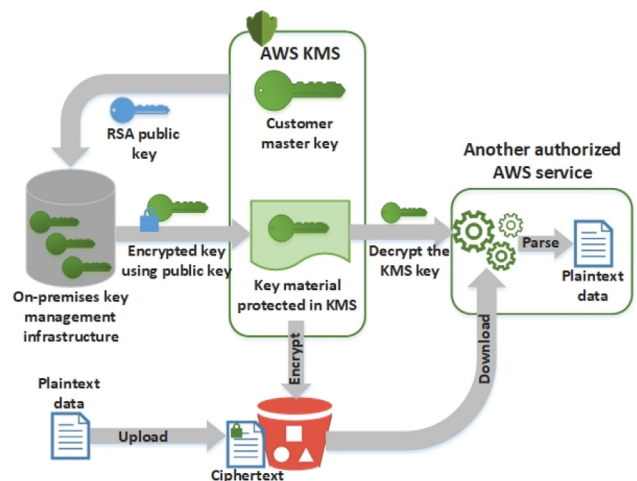 AWS KMS
Customer
master key
RSA public
key
On-premises key
management
infrastructure
Encrypted key
using public key
Key material
protected in KMS
Decrypt the
KMS key
Another authorized
AWS service
Parse
Plaintext
data
Encrypt
Download
Plaintext
data
Upload
Ciphertext